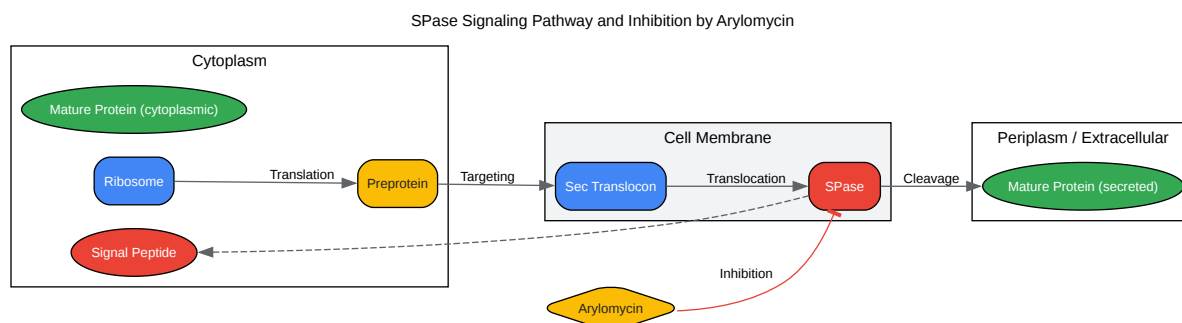 SPase Signaling Pathway and Inhibition by Arylomycin
Cytoplasm
Mature Protein (cytoplasmic)
Ribosome
Translation
Preprotein
Targeting
Signal Peptide
Cell Membrane
Sec Translocon
Translocation
SPase
Cleavage
Periplasm / Extracellular
Mature Protein (secreted)
Inhibition
Arylomycin